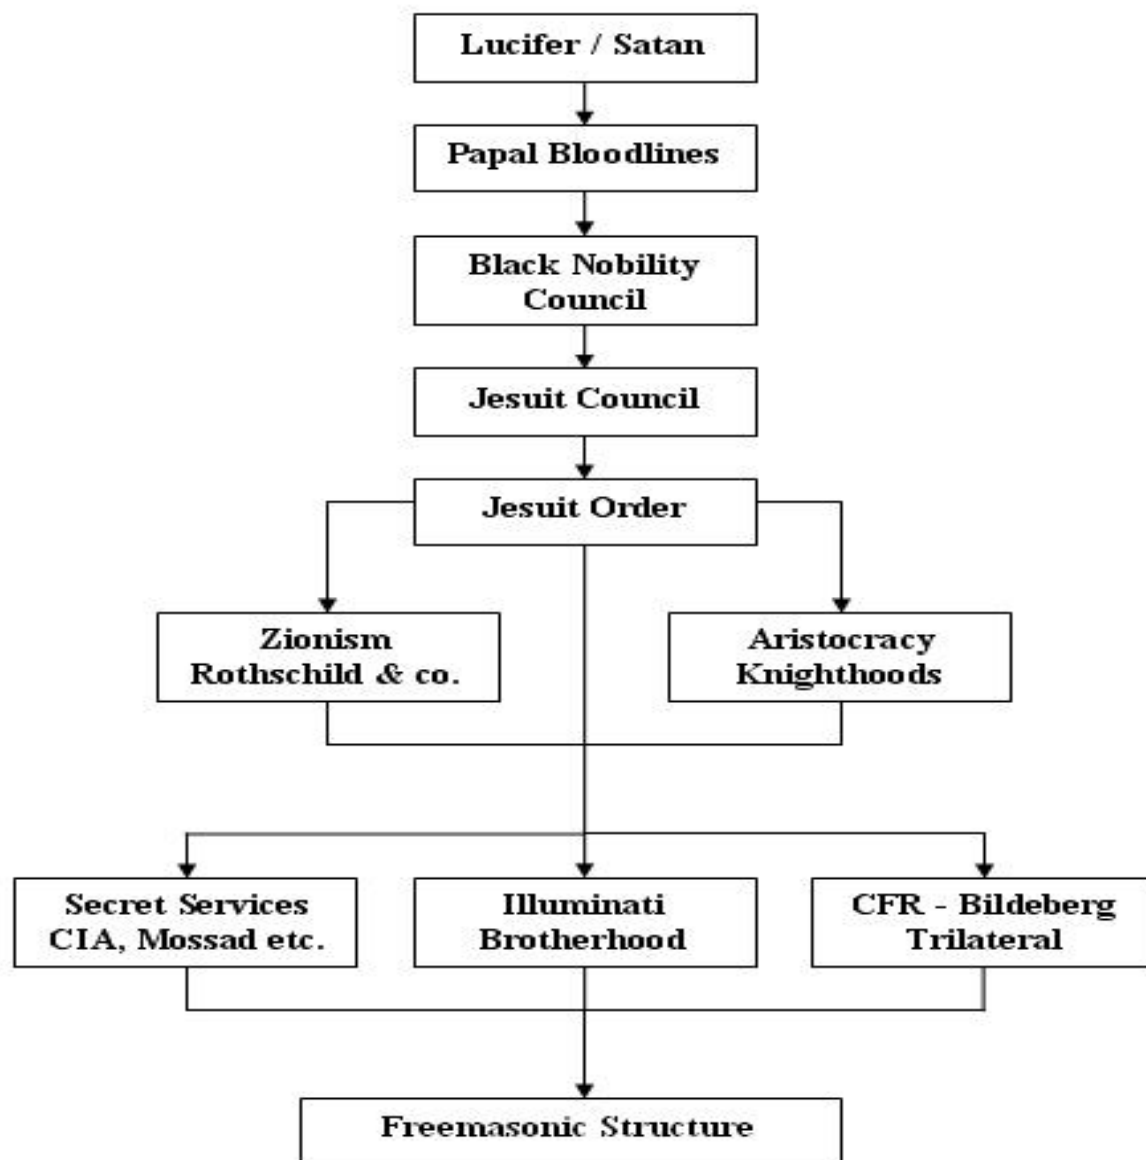 Lucifer / Satan
Papal Bloodlines
Black Nobility
Council
Jesuit Council
Jesuit Order
Zionism
Rothschild & co.
Aristocracy
Knighthoods
Secret Services
CIA, Mossad etc.
Illuminati
Brotherhood
CFR - Bildeberg
Trilateral
Freemasonic Structure